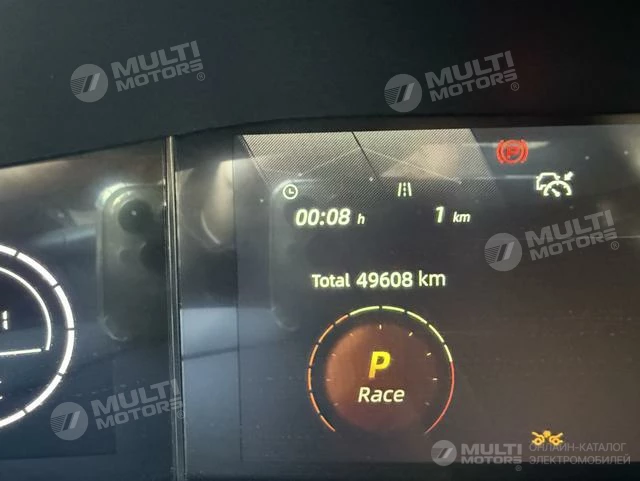 MULTI
MOTORS®
MULTI
MOTORS®
P
00:08 h 1 km
MULTI
MOTORS®
Total 49608 km
P
Race
MULTI
MOTORS®
MULTI
MOTORS®
ОНЛАЙН-КАТАЛОГ
ЭЛЕКТРОМОБИЛЕЙ